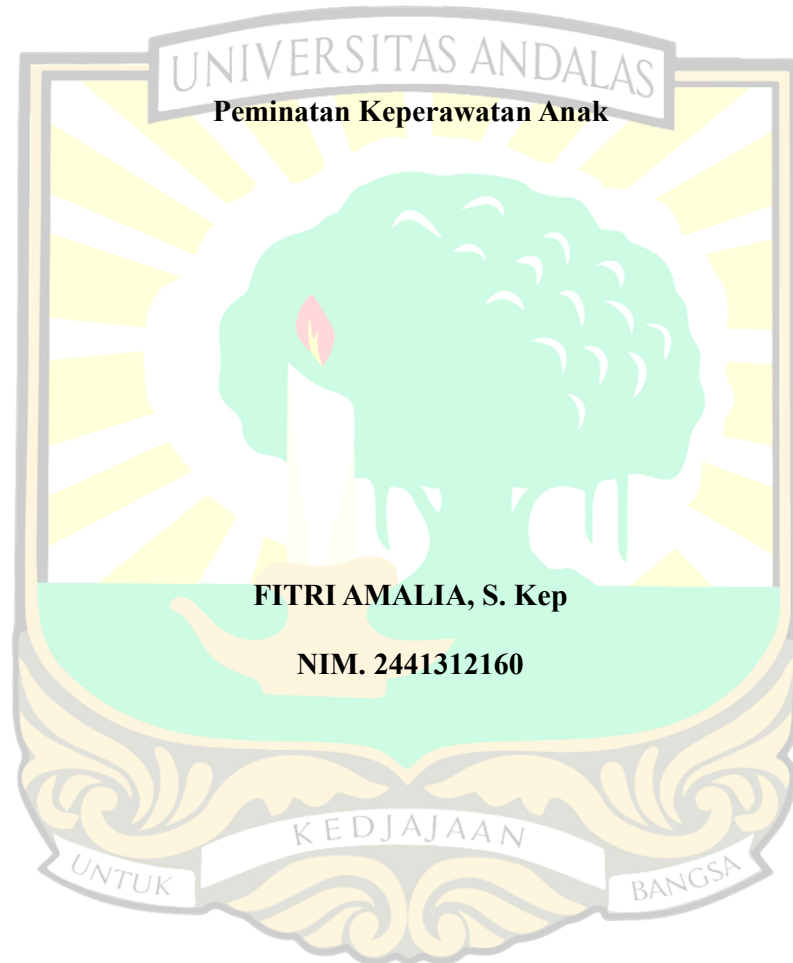 UNIVERSITAS ANDALAS
Peminatan Keperawatan Anak
FITRI AMALIA, S. Kep
NIM. 2441312160
UNTUK KEDJAJAAN BANGSA